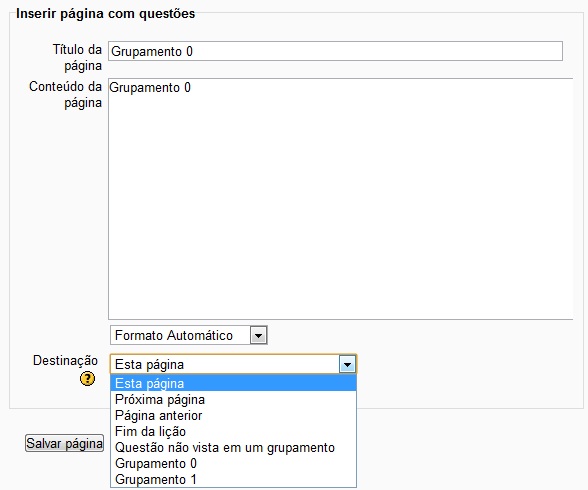 Inserir página com questões
Título da
página
Grupamento 0
Conteúdo da
página
Grupamento 0
Formato Automático
Destinação
Esta página
Esta página
Próxima página
Página anterior
Fim da lição
Questão não vista em um grupamento
Grupamento 0
Grupamento 1
Salvar página